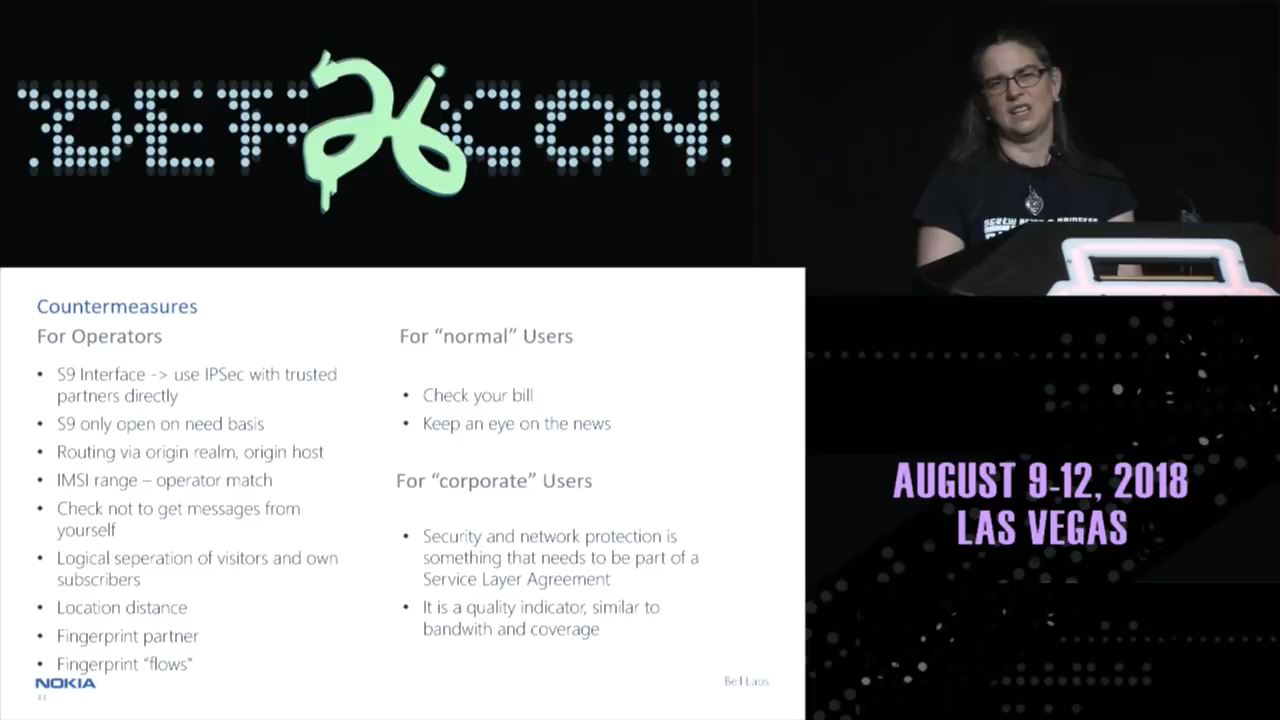 DEF 26 CON
Countermeasures
For Operators
S9 Interface -> use IPSec with trusted
partners directly
S9 only open on need basis
Routing via origin realm, origin host
IMSI range – operator match
Check not to get messages from
yourself
Logical seperation of visitors and own
subscribers
Location distance
Fingerprint partner
Fingerprint "flows"
NOKIA
For “normal” Users
Check your bill
Keep an eye on the news
For “corporate” Users
Security and network protection is
something that needs to be part of a
Service Layer Agreement
It is a quality indicator, similar to
bandwith and coverage
Bell Labs
AUGUST 9-12, 2018
LAS VEGAS